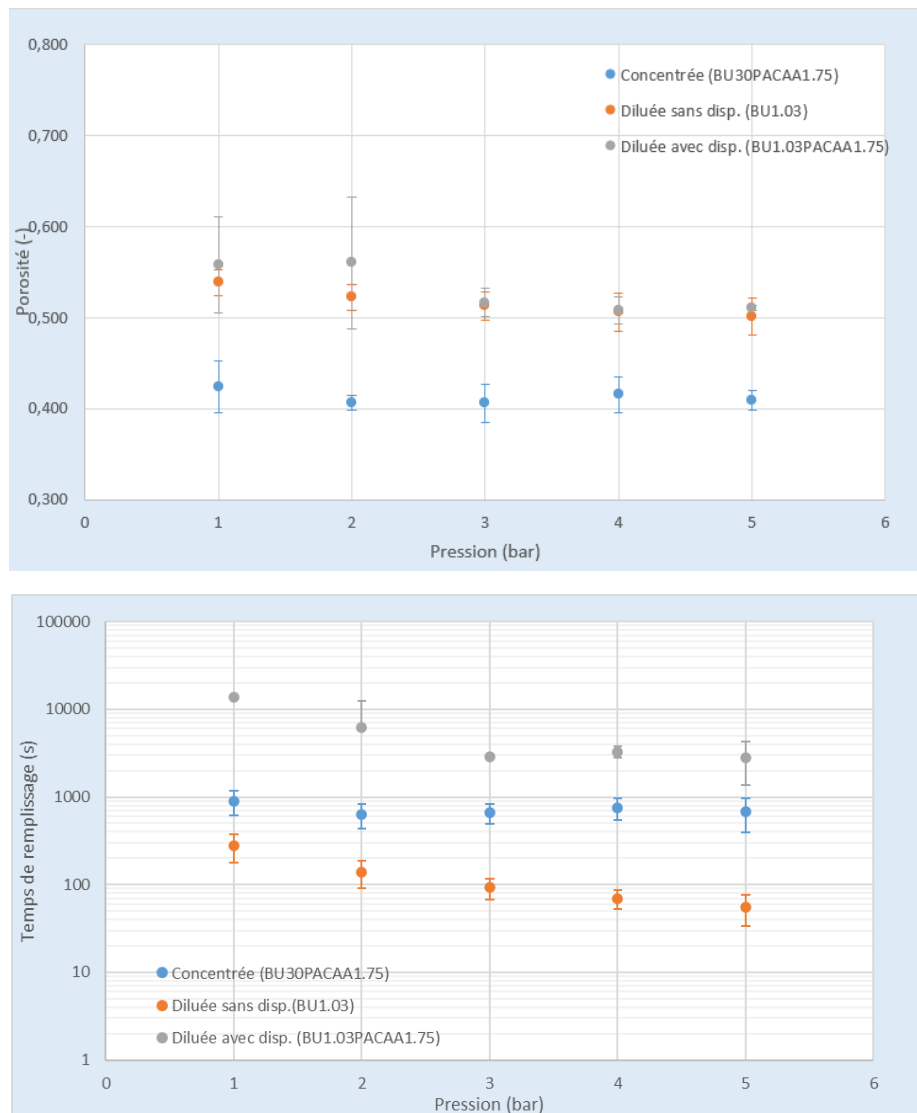 0,800
0,700
0,600
0,500
0,400
0,300
Porosité (-)
Concentrée (BU30PACAA1.75)
Diluée sans disp. (BU1.03)
Diluée avec disp. (BU1.03PACAA1.75)
0 1 2 3 4 5 6
Pression (bar)
100000
10000
1000
100
10
1
Temps de remplissage (s)
Concentrée (BU30PACAA1.75)
Diluée sans disp.(BU1.03)
Diluée avec disp. (BU1.03PACAA1.75)
0 1 2 3 4 5 6
Pression (bar)